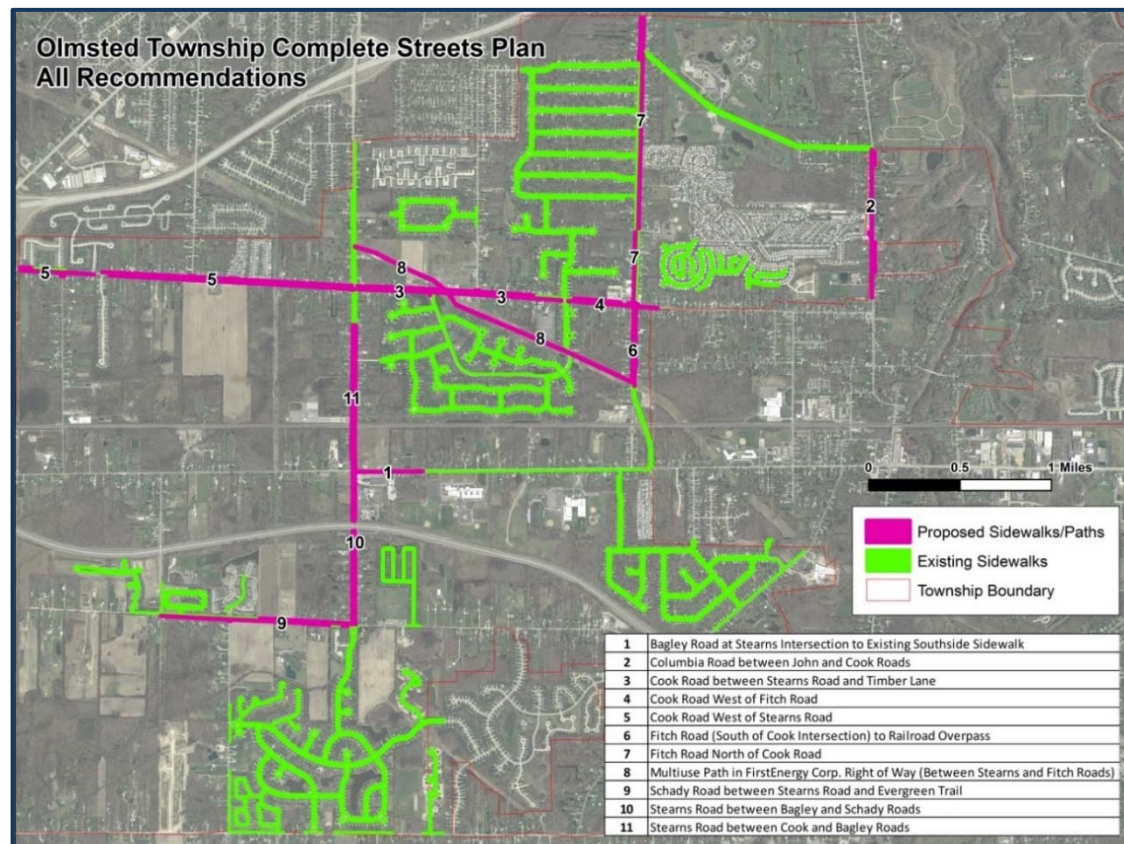 Olmsted Township Complete Streets Plan
All Recommendations
7
2
8
7
5
5
3
3
4
8
6
11
1
0 0.5 1 Miles
10
9
Proposed Sidewalks/Paths
Existing Sidewalks
Township Boundary
1 Bagley Road at Stearns Intersection to Existing Southside Sidewalk
2 Columbia Road between John and Cook Roads
3 Cook Road between Stearns Road and Timber Lane
4 Cook Road West of Fitch Road
5 Cook Road West of Stearns Road
6 Fitch Road (South of Cook Intersection) to Railroad Overpass
7 Fitch Road North of Cook Road
8 Multiuse Path in FirstEnergy Corp. Right of Way (Between Stearns and Fitch Roads)
9 Schady Road between Stearns Road and Evergreen Trail
10 Stearns Road between Bagley and Schady Roads
11 Stearns Road between Cook and Bagley Roads